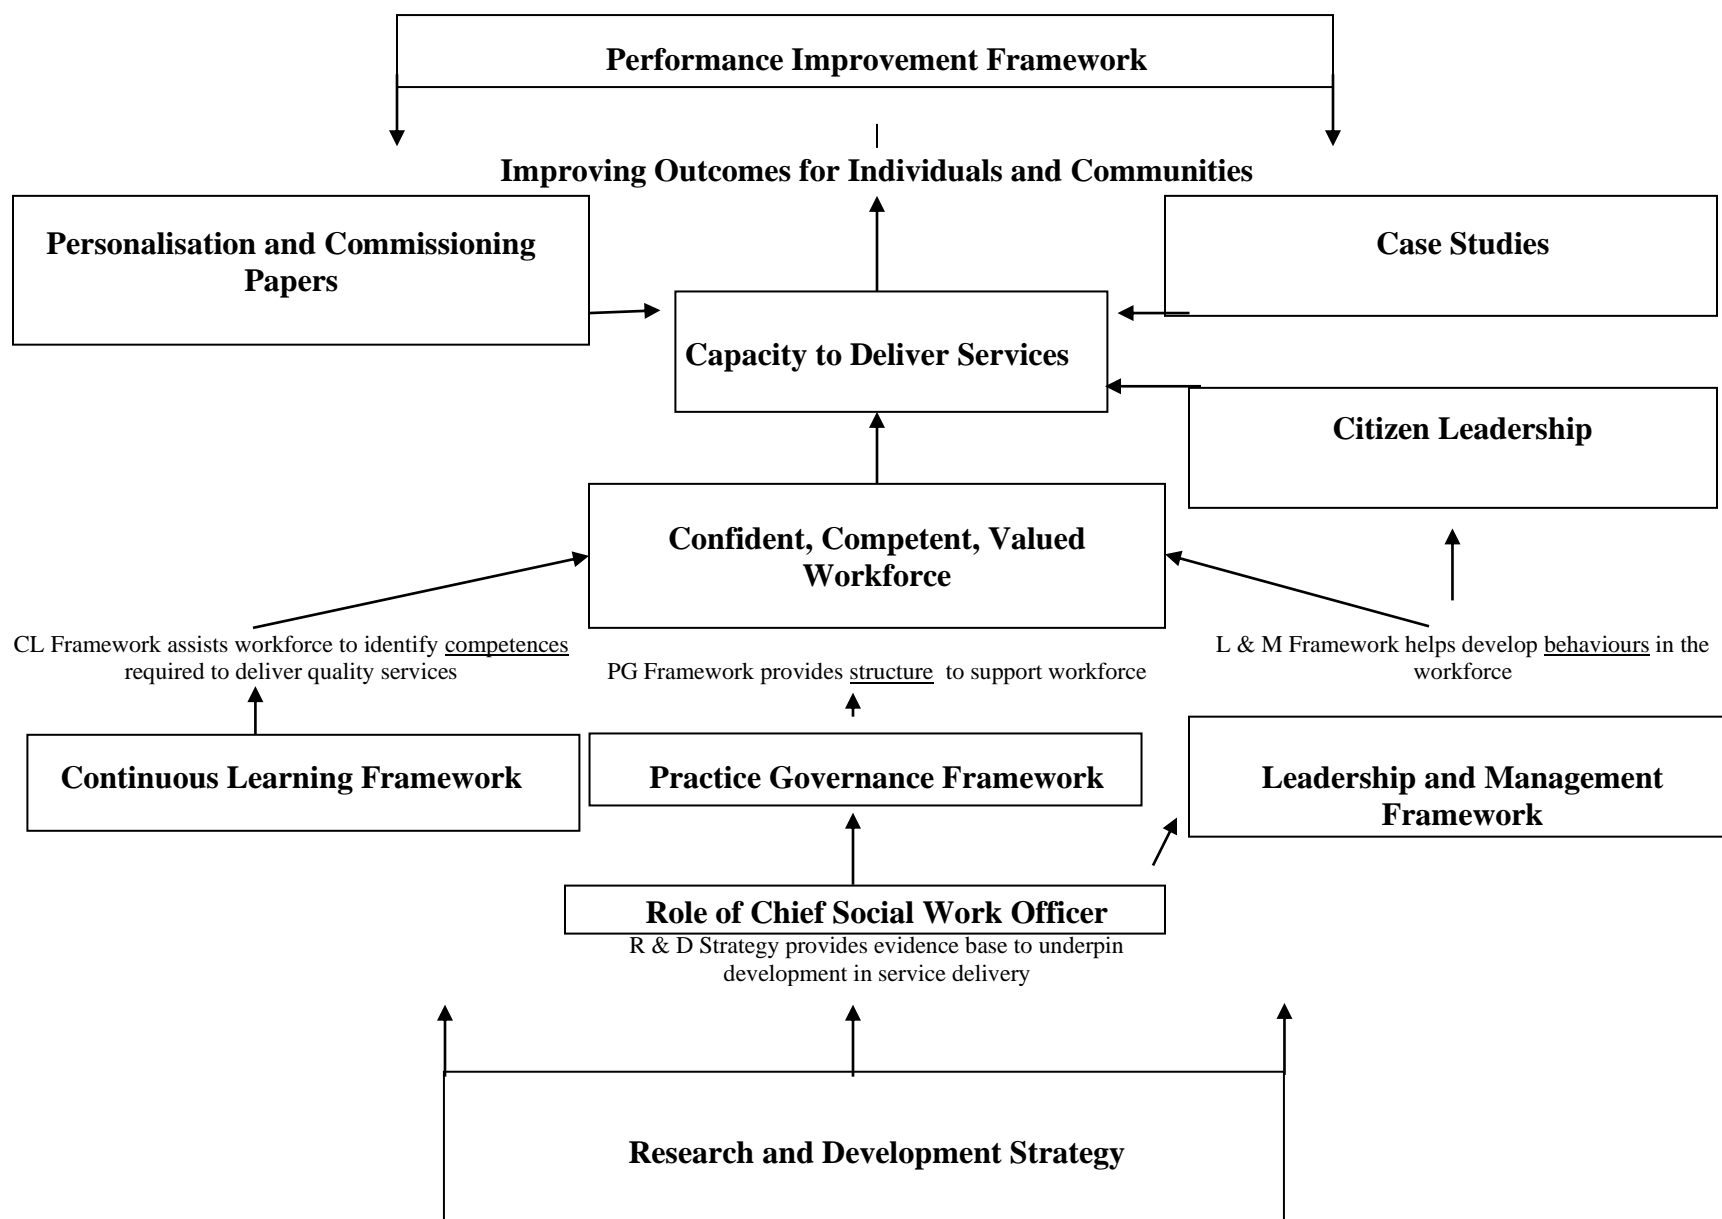 Performance Improvement Framework
Improving Outcomes for Individuals and Communities
Personalisation and Commissioning
Papers
Case Studies
Capacity to Deliver Services
Citizen Leadership
Confident, Competent, Valued
Workforce
CL Framework assists workforce to identify competences
required to deliver quality services
PG Framework provides structure to support workforce
L & M Framework helps develop behaviours in the
workforce
Continuous Learning Framework
Practice Governance Framework
Leadership and Management
Framework
Role of Chief Social Work Officer
R & D Strategy provides evidence base to underpin
development in service delivery
Research and Development Strategy